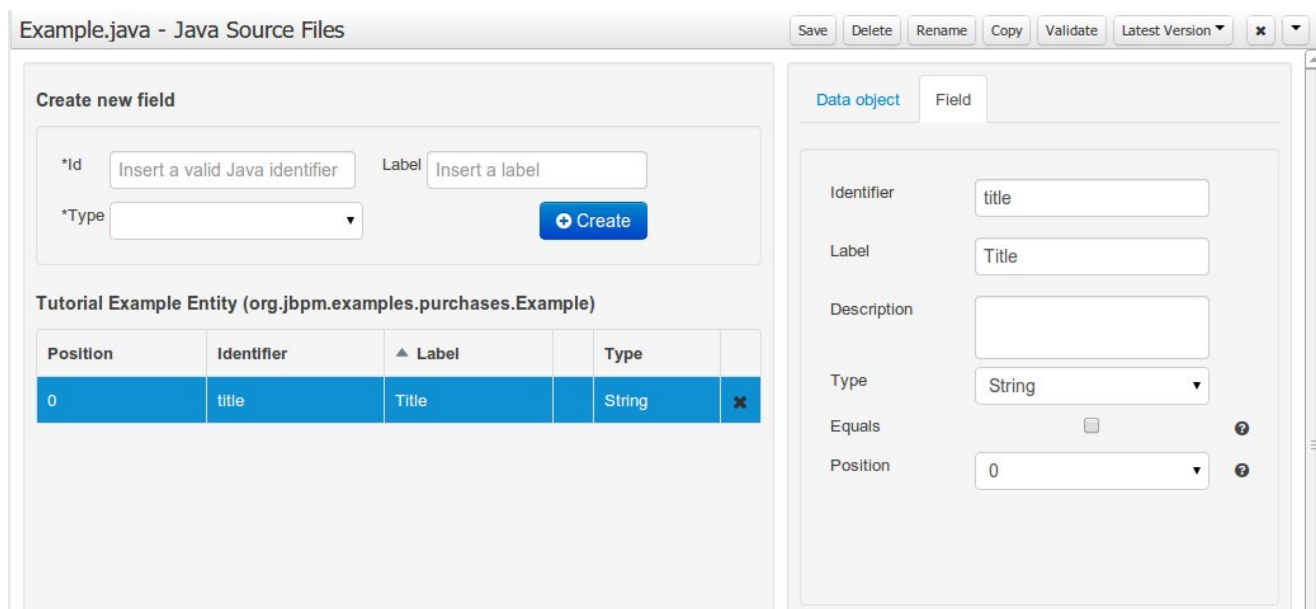 Example.java - Java Source Files
Save Delete Rename Copy Validate Latest Version
Create new field
*Id Insert a valid Java identifier Label Insert a label
*Type
Create
Tutorial Example Entity (org.jbpm.examples.purchases.Example)
Position Identifier Label Type
0 title Title String
Data object Field
Identifier title
Label Title
Description
Type String
Equals
Position 0